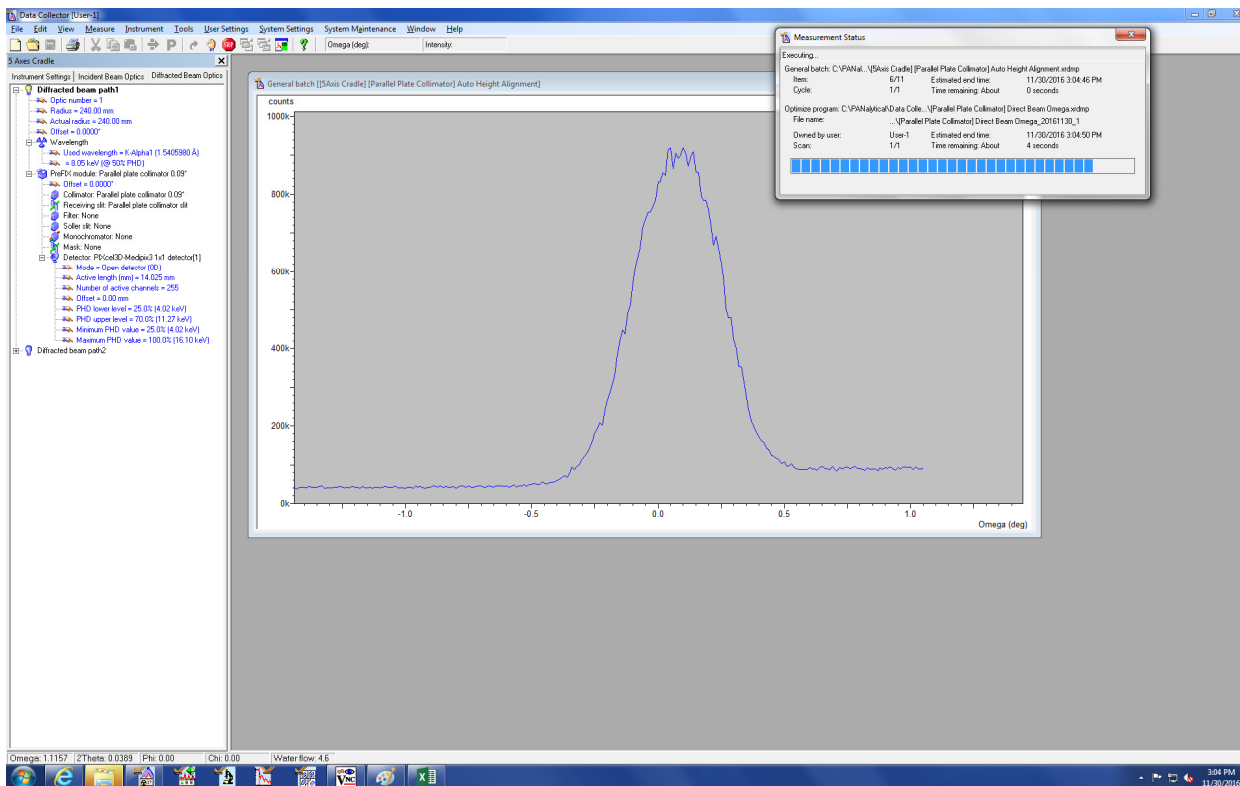 Data Collector [User-1]
File Edit View Measure Instrument Tools User Settings System Settings System Maintenance Window Help
Omega (deg): Intensity:
5 Axes Cradle
Instrument Settings Incident Beam Optics Diffracted Beam Optics
Diffracted beam path1
Optic number = 1
Radius = 240.00 mm
Actual radius = 240.00 mm
Offset = 0.0000°
Wavelength
Used wavelength = K-Alpha1 (1.5405980 Å)
= 8.05 keV (@ 50% PHD)
PreFIX module: Parallel plate collimator 0.09°
Offset = 0.0000°
Collimator: Parallel plate collimator 0.09°
Receiving slit: Parallel plate collimator slit
Filter: None
Soller slit: None
Monochromator: None
Mask: None
Detector: PIXcel3D-Medipix3 1x1 detector[1]
Mode = Open detector (0D)
Active length (mm) = 14.025 mm
Number of active channels = 255
Offset = 0.00 mm
PHD lower level = 25.0% (4.02 keV)
PHD upper level = 70.0% (11.27 keV)
Minimum PHD value = 25.0% (4.02 keV)
Maximum PHD value = 100.0% (16.10 keV)
Diffracted beam path2
General batch [[5Axis Cradle] [Parallel Plate Collimator] Auto Height Alignment]
counts
1000k
800k
600k
400k
200k
0k
-1.0 -0.5 0.0 0.5 1.0
Omega (deg)
Measurement Status
Executing...
General batch: C:\PANal...\[5Axis Cradle] [Parallel Plate Collimator] Auto Height Alignment.xrdmp
Item: 6/11 Estimated end time: 11/30/2016 3:04:46 PM
Cycle: Time remaining: About 0 seconds
Optimize program: C:\PANalytical\Data Colle...\[Parallel Plate Collimator] Direct Beam Omega.xrdmp
File name: ...\[Parallel Plate Collimator] Direct Beam Omega_20161130_1
Owned by user: User-1 Estimated end time: 11/30/2016 3:04:50 PM
Scan: 1/1 Time remaining: About 4 seconds
Omega: 1.1157 2Theta: 0.0389 Phi: 0.00 Chi: 0.00 Water flow: 4.6
VNC
3:04 PM
11/30/2016